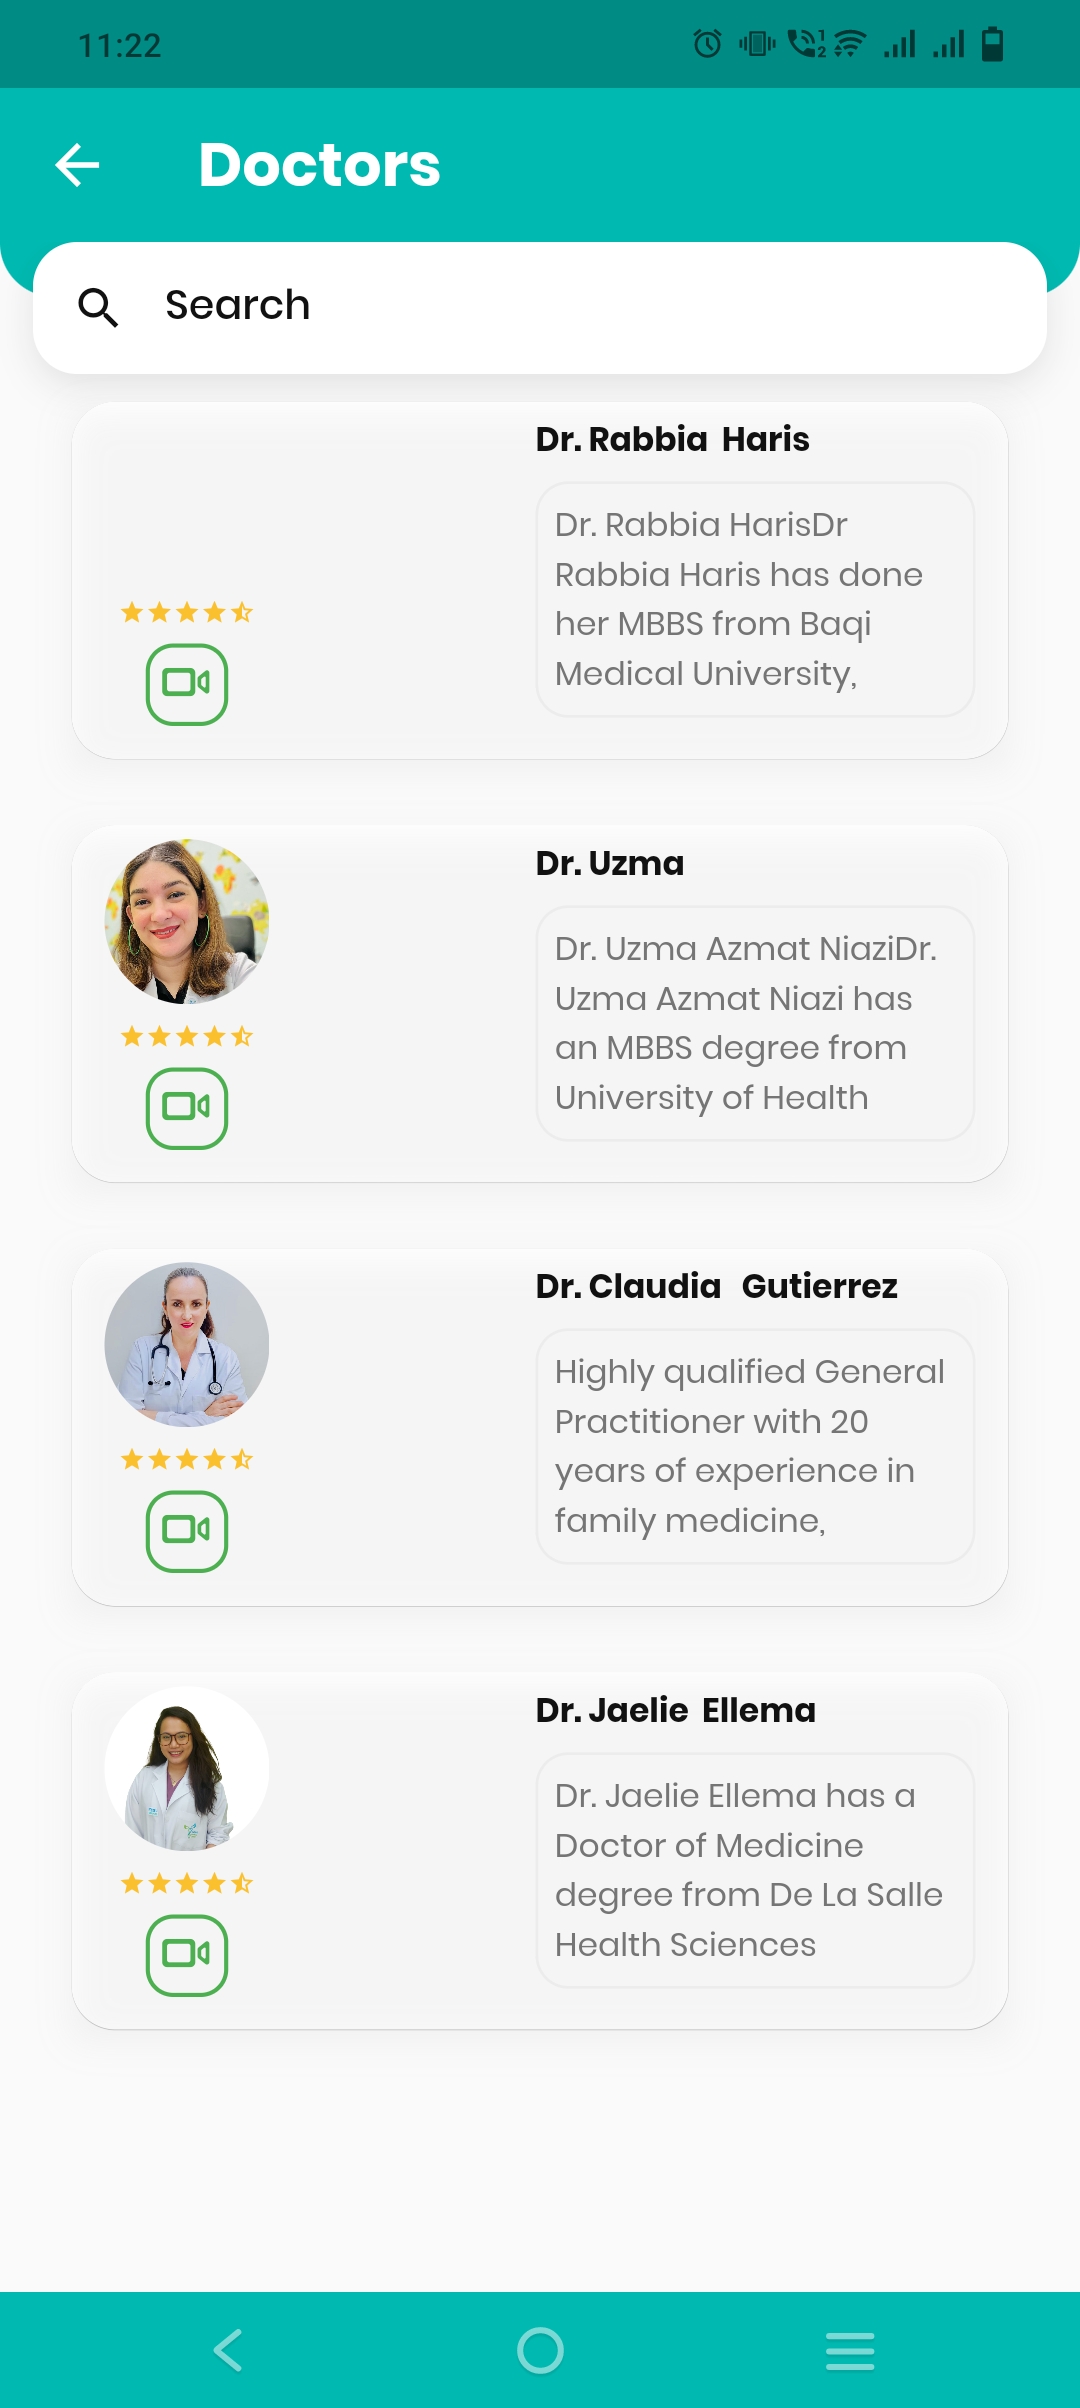 11:22
Doctors
Search
Dr. Rabbia Haris
Dr. Rabbia HarisDr
Rabbia Haris has done
her MBBS from Baqi
Medical University,
Dr. Uzma
Dr. Uzma Azmat NiaziDr.
Uzma Azmat Niazi has
an MBBS degree from
University of Health
Dr. Claudia Gutierrez
Highly qualified General
Practitioner with 20
years of experience in
family medicine,
Dr. Jaelie Ellema
Dr. Jaelie Ellema has a
Doctor of Medicine
degree from De La Salle
Health Sciences